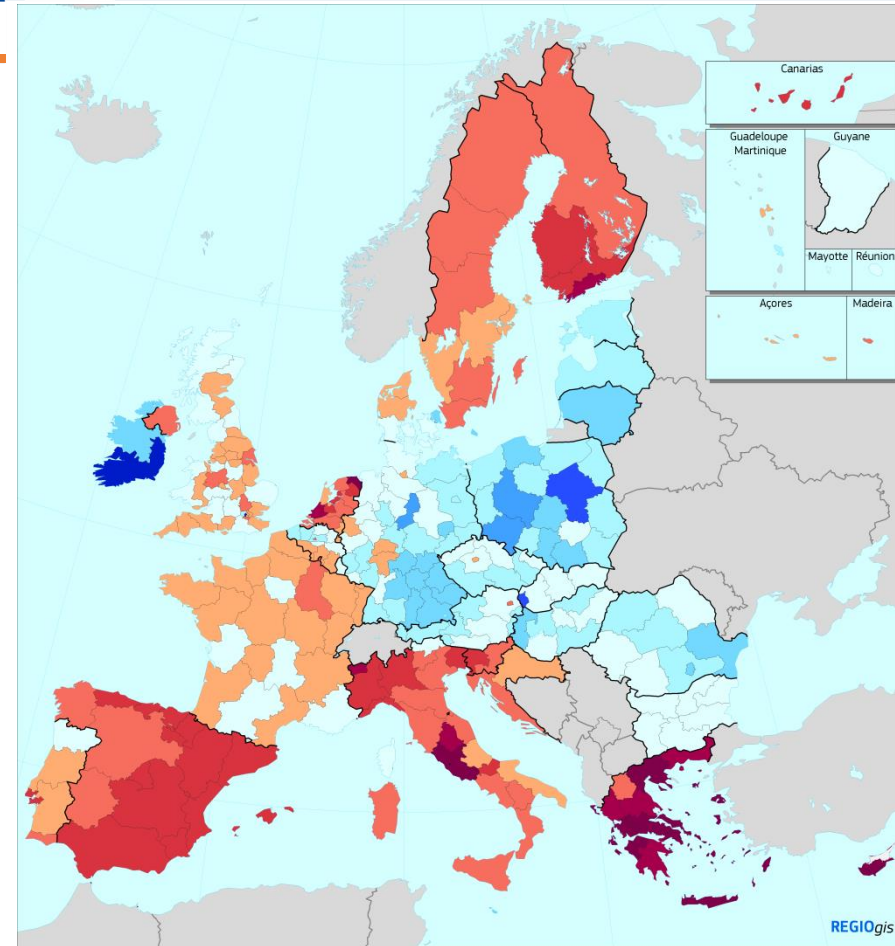 Canarias
Guadeloupe
Martinique
Guyane
Mayotte
Réunion
Açores
Madeira
REGIOgis